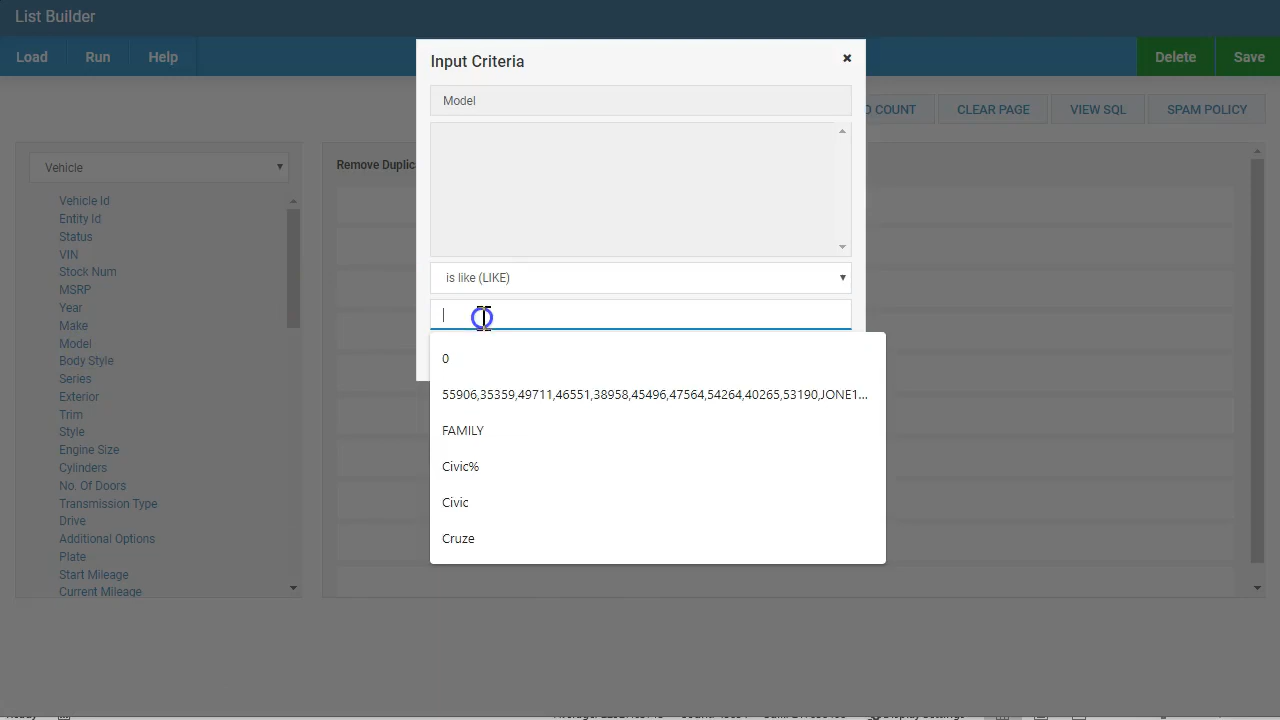 List Builder
Load
Run
Help
Delete
Save
Input Criteria
Model
COUNT
CLEAR PAGE
VIEW SQL
SPAM POLICY
Vehicle
Remove Duplic
Vehicle Id
Entity Id
Status
VIN
Stock Num
MSRP
Year
Make
Model
Body Style
Series
Exterior
Trim
Style
Engine Size
Cylinders
No. Of Doors
Transmission Type
Drive
Additional Options
Plate
Start Mileage
Current Mileage
is like (LIKE)
0
55906,35359,49711,46551,38958,45496,47564,54264,40265,53190,JONE1...
FAMILY
Civic%
Civic
Cruze